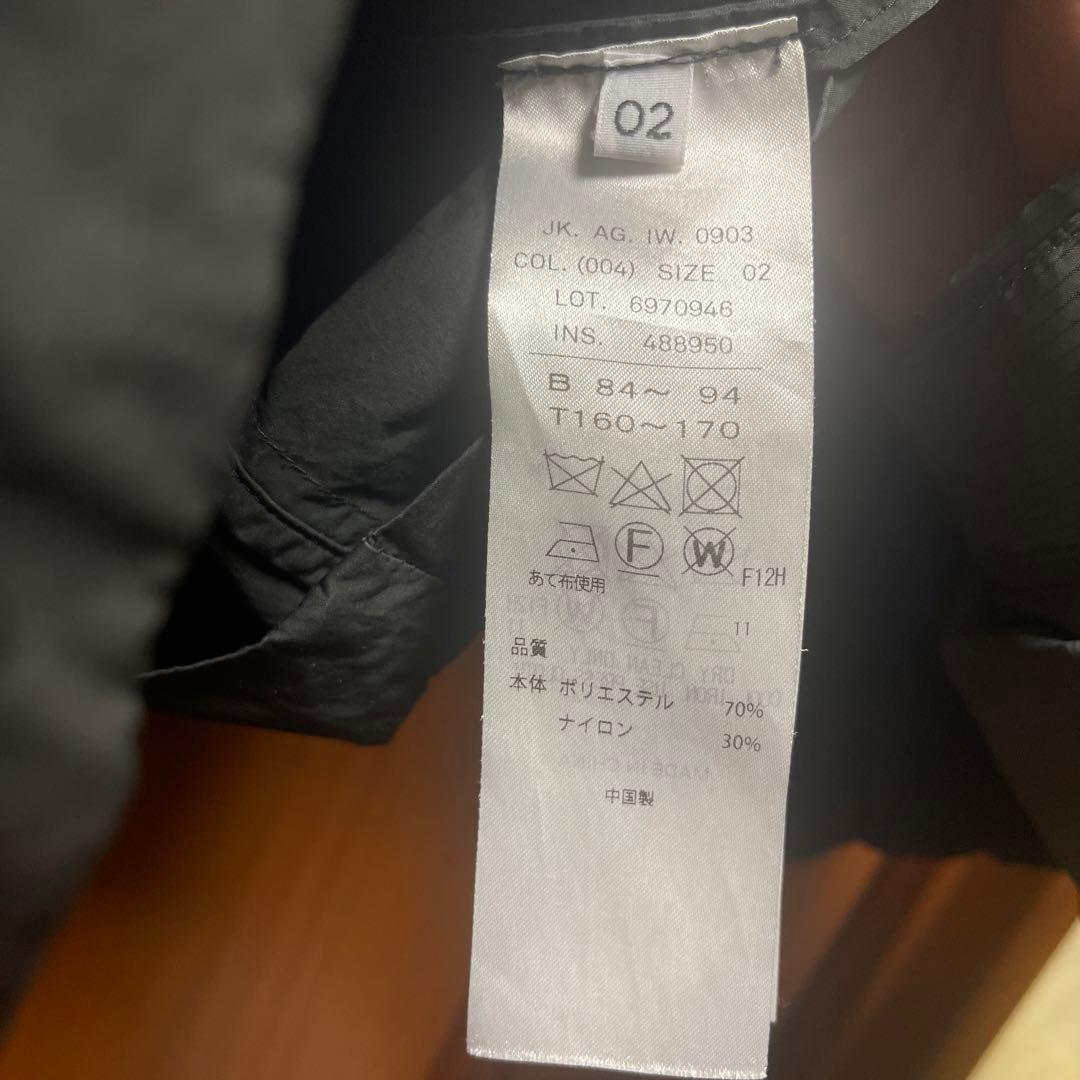 02
JK. AG. IW. 0903
COL. (004) SIZE 02
LOT. 6970946
INS. 488950
B 84～ 94
T160～170
F W F12H
あて布使用
11
品質
本体 ポリエステル 70%
ナイロン 30%
中国製